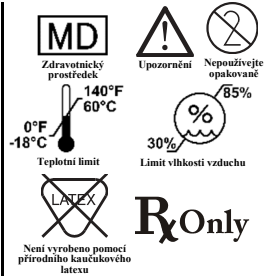 MD
2
Zdravotnický
prostředek
Upozornění
Nepoužívejte
opakovaně
140°F
60°C
0°F
-18°C
Teplotní limit
85%
%
30%
Limit vlhkosti vzduchu
LATEX
Není vyrobeno pomocí
přírodního kaučukového
latexu
Rx Only